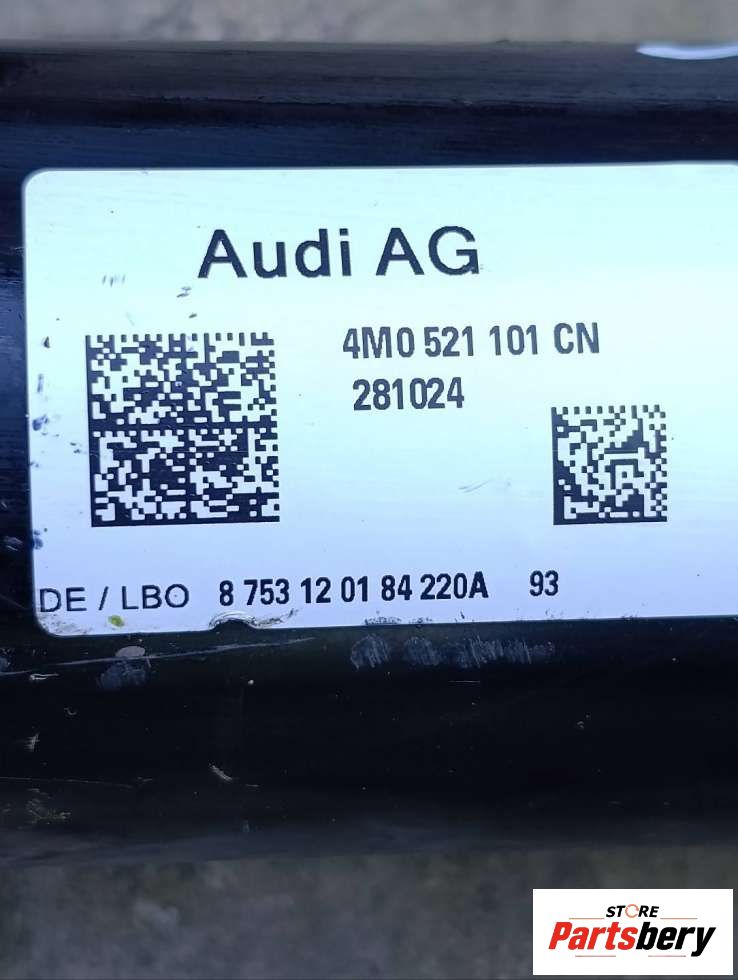 Audi AG
4M0 521 101 CN
281024
DE / LBO 8 753 12 01 84 220A 93
STORE
Partsbery